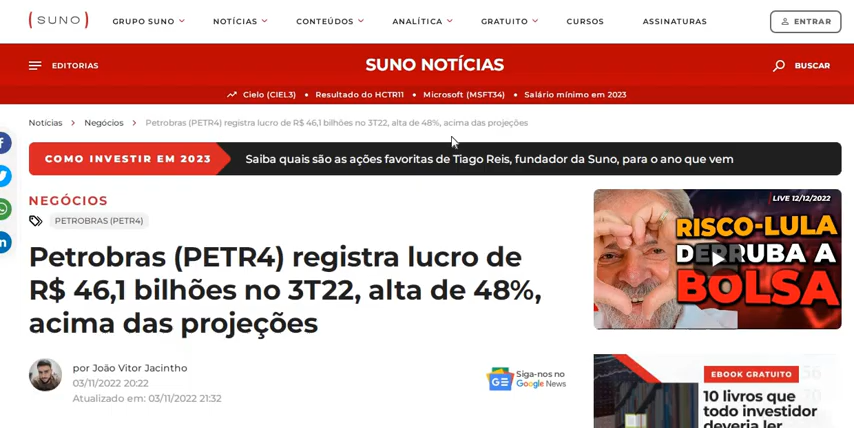 SUNO
GRUPO SUNO
NOTÍCIAS
CONTEÚDOS
ANALÍTICA
GRATUITO
CURSOS
ASSINATURAS
ENTRAR
EDITORIAS
SUNO NOTÍCIAS
BUSCAR
Cielo (CIEL3) • Resultado do HCTR11 • Microsoft (MSFT34) • Salário mínimo em 2023
Notícias > Negócios > Petrobras (PETR4) registra lucro de R$ 46,1 bilhões no 3T22, alta de 48%, acima das projeções
COMO INVESTIR EM 2023
Saiba quais são as ações favoritas de Tiago Reis, fundador da Suno, para o ano que vem
NEGÓCIOS
PETROBRAS (PETR4)
Petrobras (PETR4) registra lucro de
R$ 46,1 bilhões no 3T22, alta de 48%,
acima das projeções
por João Vitor Jacintho
03/11/2022 20:22
Atualizado em: 03/11/2022 21:32
Siga-nos no
Google News
LIVE 12/12/2022
RISCO-LULA
DERRUBA A
BOLSA
EBOOK GRATUITO
10 livros que
todo investidor
deveria ler